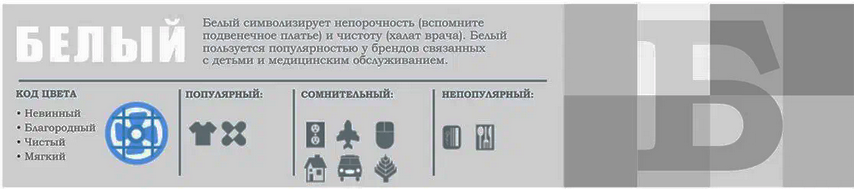 БЕЛЫЙ
Белый символизирует непорочность (вспомните
подвенечное платье) и чистоту (халат врача). Белый
пользуется популярностью у брендов связанных
с детьми и медицинским обслуживанием.
КОД ЦВЕТА
• Невинный
• Благородный
• Чистый
• Мягкий
ПОПУЛЯРНЫЙ:
СОМНИТЕЛЬНЫЙ:
НЕПОПУЛЯРНЫЙ:
Б